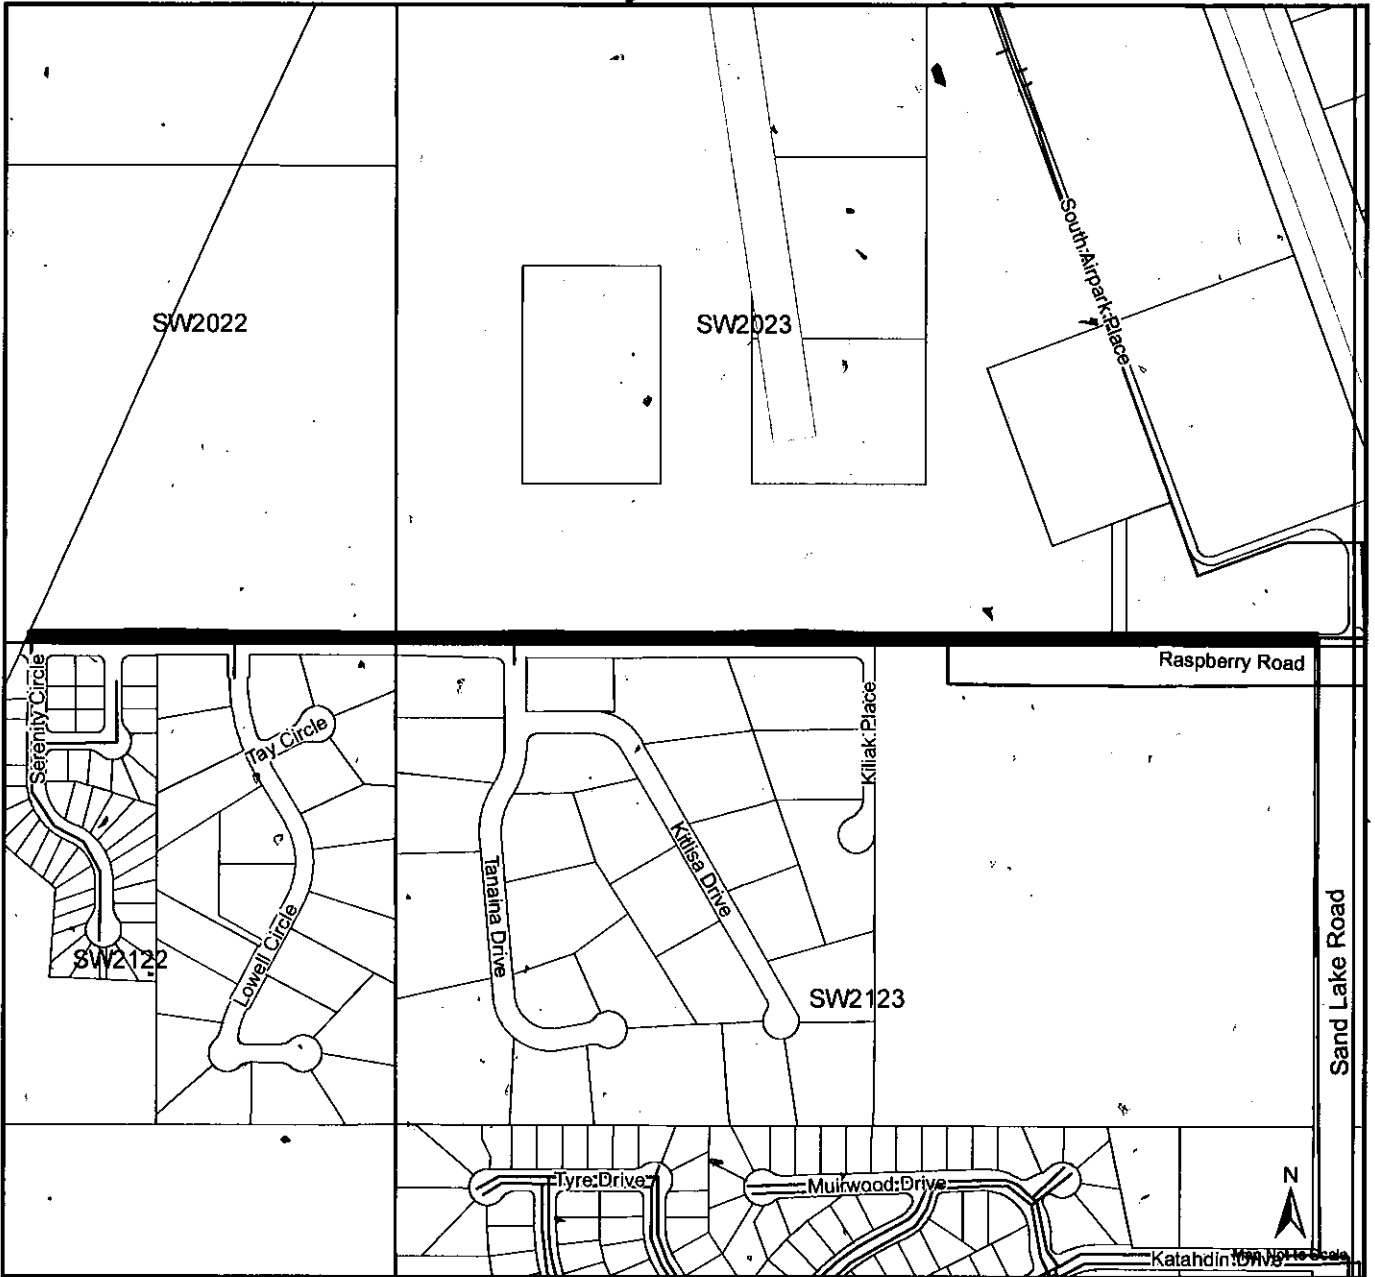 South Airpark Place
SW2022
SW2023
Raspberry Road
Serenity Circle
Tay Circle
Kiliak Place
Kitlisa Drive
Tanaina Drive
Lowell Circle
SW2122
SW2123
Sand Lake Road
N
Tyre Drive
Muirwood Drive
Katahdin Drive
Map Not to Scale